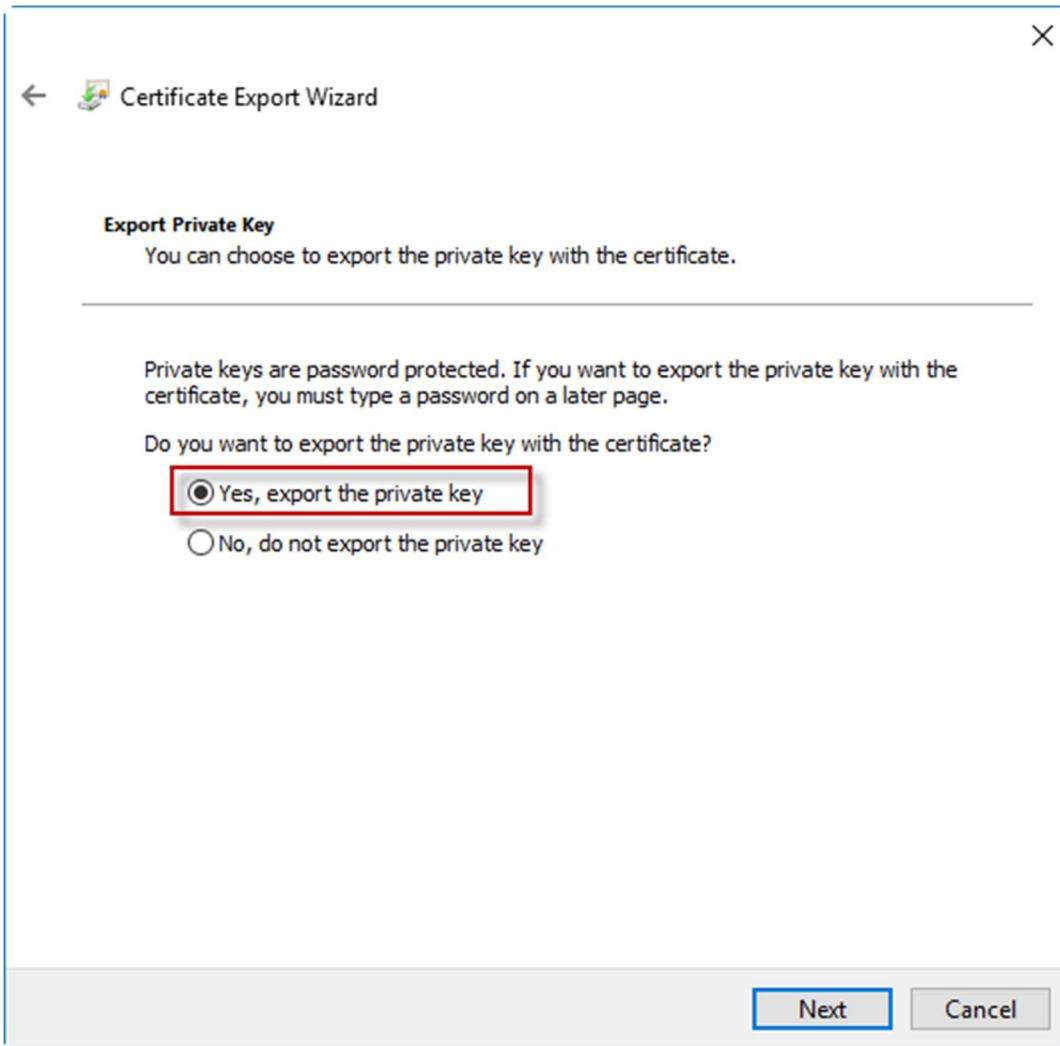 Certificate Export Wizard
Export Private Key
You can choose to export the private key with the certificate.
Private keys are password protected. If you want to export the private key with the
certificate, you must type a password on a later page.
Do you want to export the private key with the certificate?
Yes, export the private key
No, do not export the private key
Next
Cancel